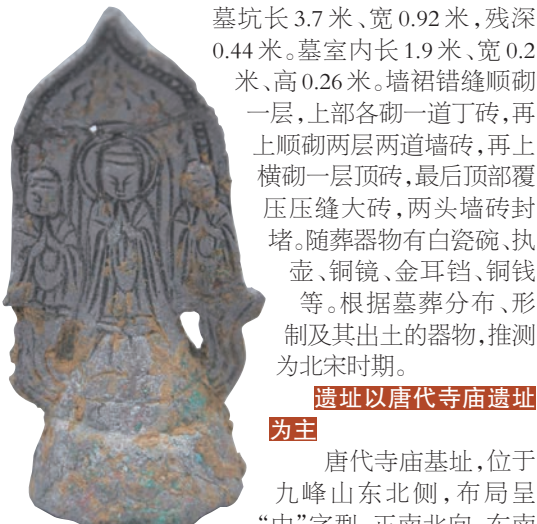 墓坑长3.7米、宽0.92米，残深
0.44米。墓室内长1.9米、宽0.2
米、高0.26米。墙裙错缝顺砌
一层，上部各砌一道丁砖，再
上顺砌两层两道墙砖，再上
横砌一层顶砖，最后顶部覆
压压缝大砖，两头墙砖封
堵。随葬器物有白瓷碗、执
壶、铜镜、金耳铛、铜钱
等。根据墓葬分布、形
制及其出土的器物，推测
为北宋时期。
遗址以唐代寺庙遗址
为主
唐代寺庙基址，位于
九峰山东北侧，布局呈